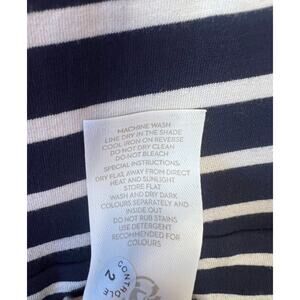 MACHINE WASH
LINE DRY IN THE SHADE
COOL IRON ON REVERSE
DO NOT DRY CLEAN
DO NOT BLEACH
SPECIAL INSTRUCTIONS:
DRY FLAT AWAY FROM DIRECT
HEAT AND SUNLIGHT
STORE FLAT
WASH AND DRY DARK
COLOURS SEPARATELY AND
INSIDE OUT
DO NOT RUB STAINS
USE DETERGENT
RECOMMENDED FOR
COLOURS
CONTROL
2